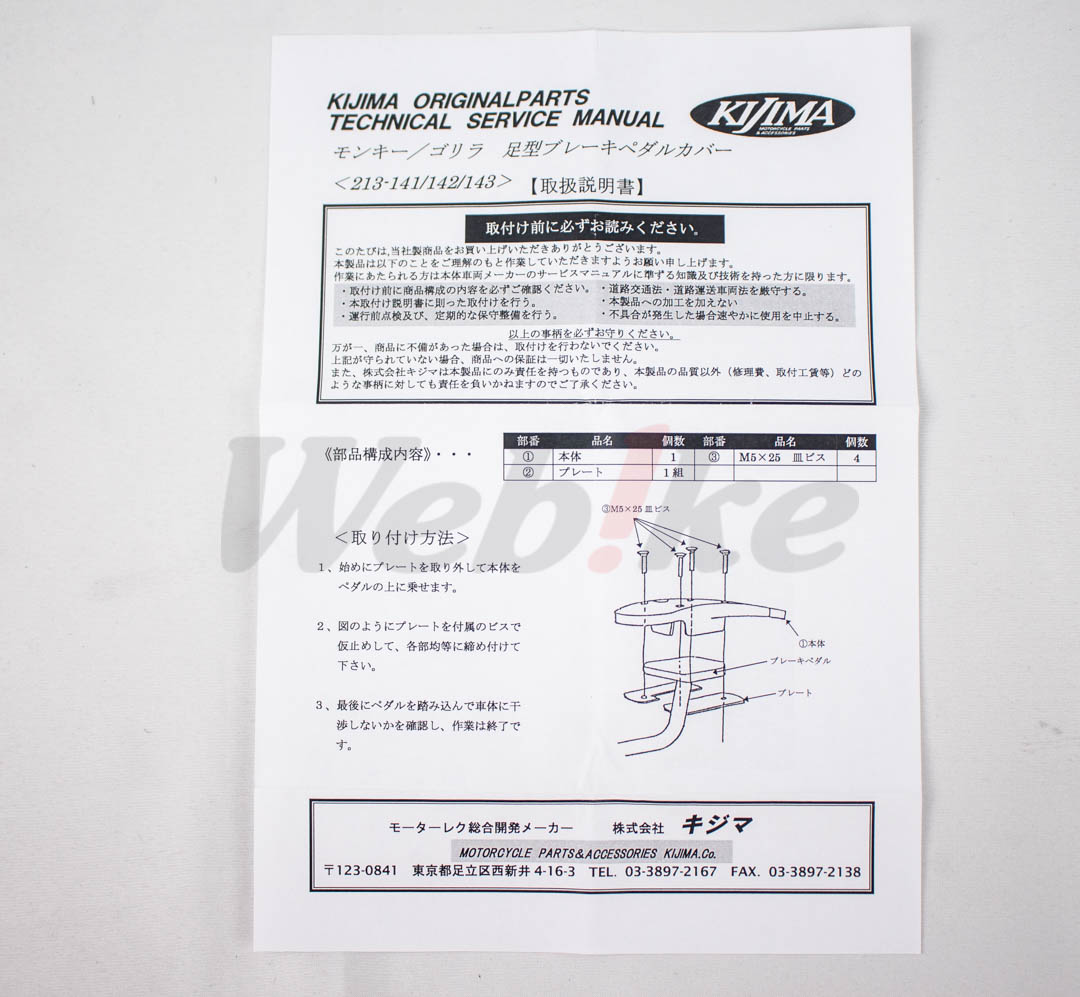 KIJIMA ORIGINALPARTS
TECHNICAL SERVICE MANUAL
KIJIMA
MOTORCYCLE PARTS
& ACCESSORIES
モンキー／ゴリラ 足型ブレーキペダルカバー
＜213-141/142/143＞ 【取扱説明書】
取付け前に必ずお読みください。
このたびは,当社製商品をお買い上げいただきありがとうございます。
本製品は以下のことをご理解のもと作業していただきますようお願い申し上げます。
作業にあたられる方は本体車両メーカーのサービスマニュアルに準ずる知識及び技術を持った方に限ります。
・取付け前に商品構成の内容を必ずご確認ください。 ・道路交通法・道路運送車両法を厳守する。
・本取付け説明書に則った取付けを行う。 ・本製品への加工を加えない
・運行前点検及び、定期的な保守整備を行う。 ・不具合が発生した場合速やかに使用を中止する。
以上の事柄を必ずお守りください。
万が一、商品に不備があった場合は、取付けを行わないでください。
上記が守られていない場合、商品への保証は一切いたしません。
また、株式会社キジマは本製品にのみ責任を持つものであり、本製品の品質以外（修理費、取付工賃等）どの
ような事柄に対しても責任を負いかねますのでご了承ください。
《部品構成内容》・・・
部番 品名 個数 部番 品名 個数
① 本体 1 ③ M5×25 皿ビス 4
② プレート 1組
Web!ke
③M5×25皿ビス
＜取り付け方法＞
1、始めにプレートを取り外して本体を
ペダルの上に乗せます。
2、図のようにプレートを付属のビスで
仮止めして、各部均等に締め付けて
下さい。
3、最後にペダルを踏み込んで車体に干
渉しないかを確認し、作業は終了で
す。
①本体
ブレーキペダル
プレート
モーターレク総合開発メーカー 株式会社 キジマ
MOTORCYCLE PARTS&ACCESSORIES KIJIMA.Co.
〒123-0841 東京都足立区西新井4-16-3 TEL. 03-3897-2167 FAX. 03-3897-2138